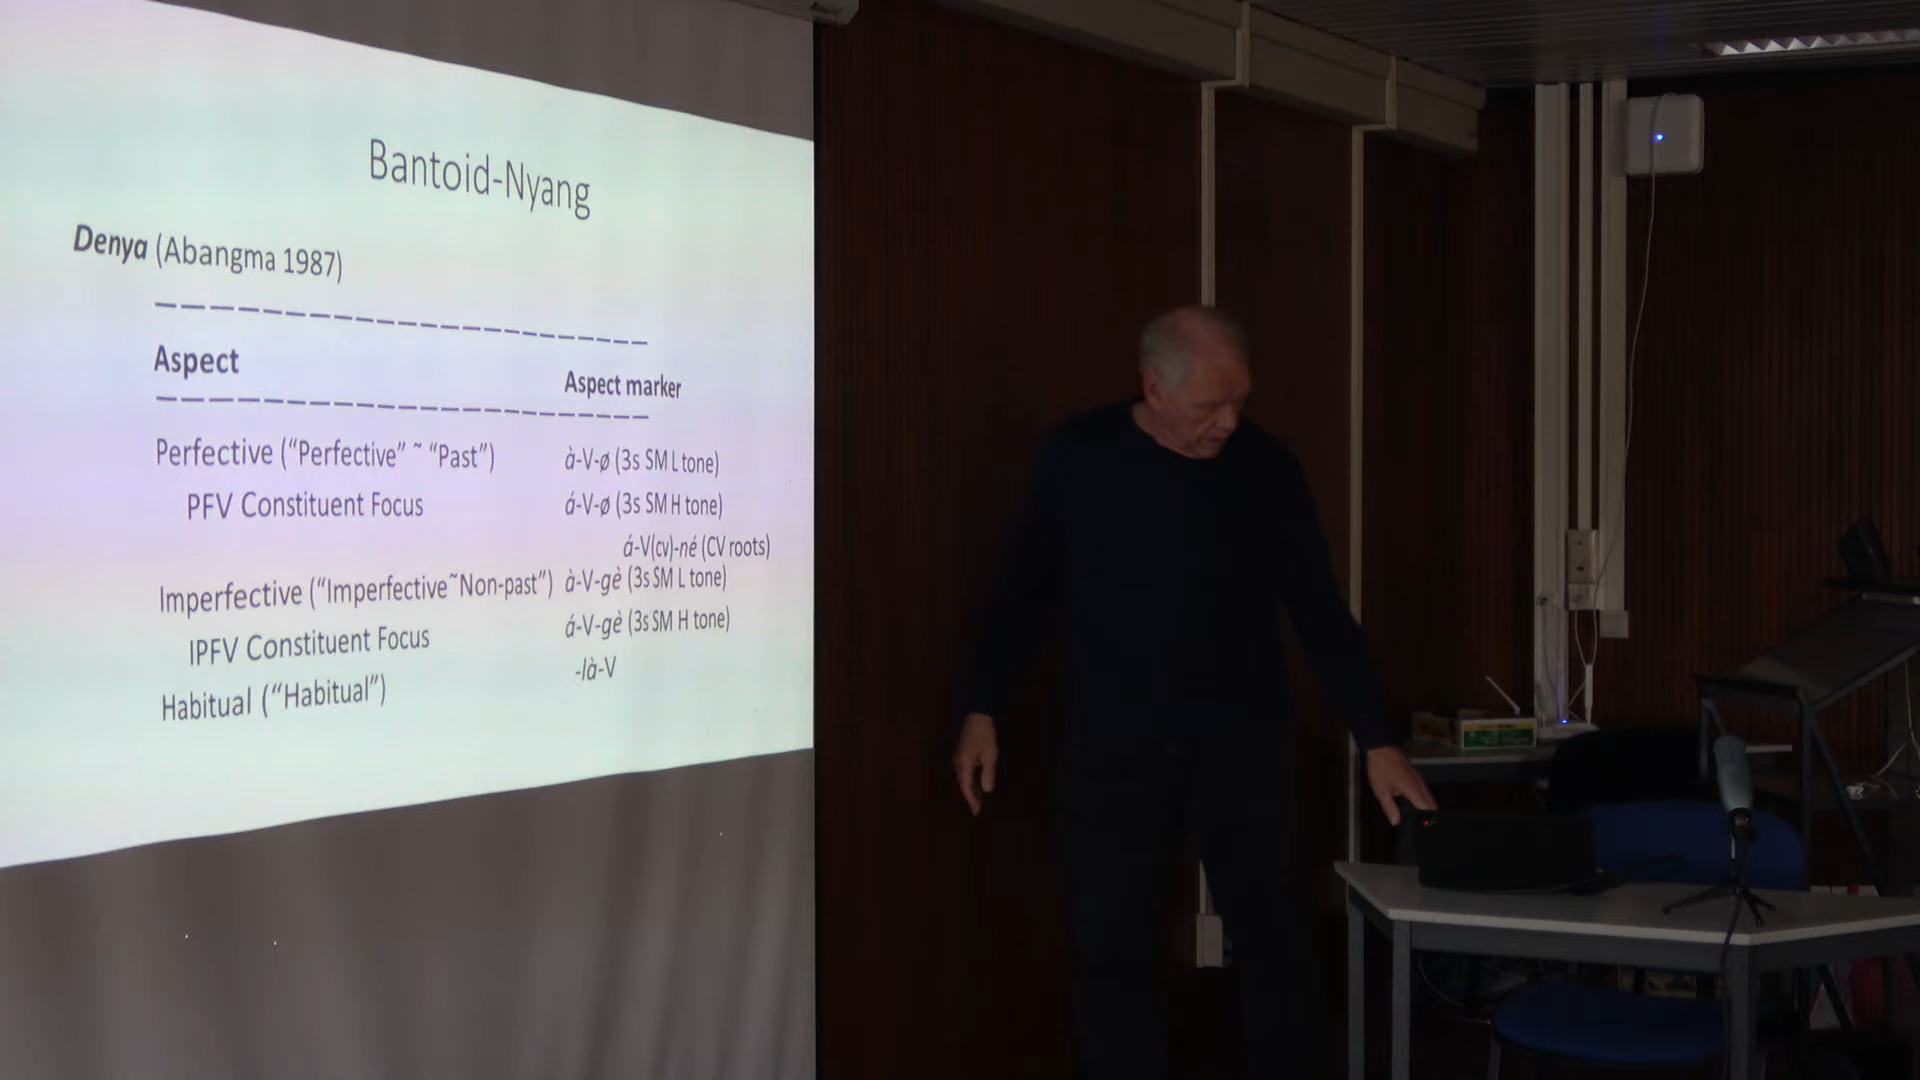 Bantoid-Nyang
Denya (Abangma 1987)
Aspect Aspect marker
Perfective (“Perfective” ~ “Past”) à-V-ø (3s SM L tone)
PFV Constituent Focus á-V-ø (3s SM H tone)
á-V(cv)-né (CV roots)
Imperfective (“Imperfective~Non-past”) à-V-gè (3s SM L tone)
IPFV Constituent Focus á-V-gè (3s SM H tone)
Habitual (“Habitual”) -là-V